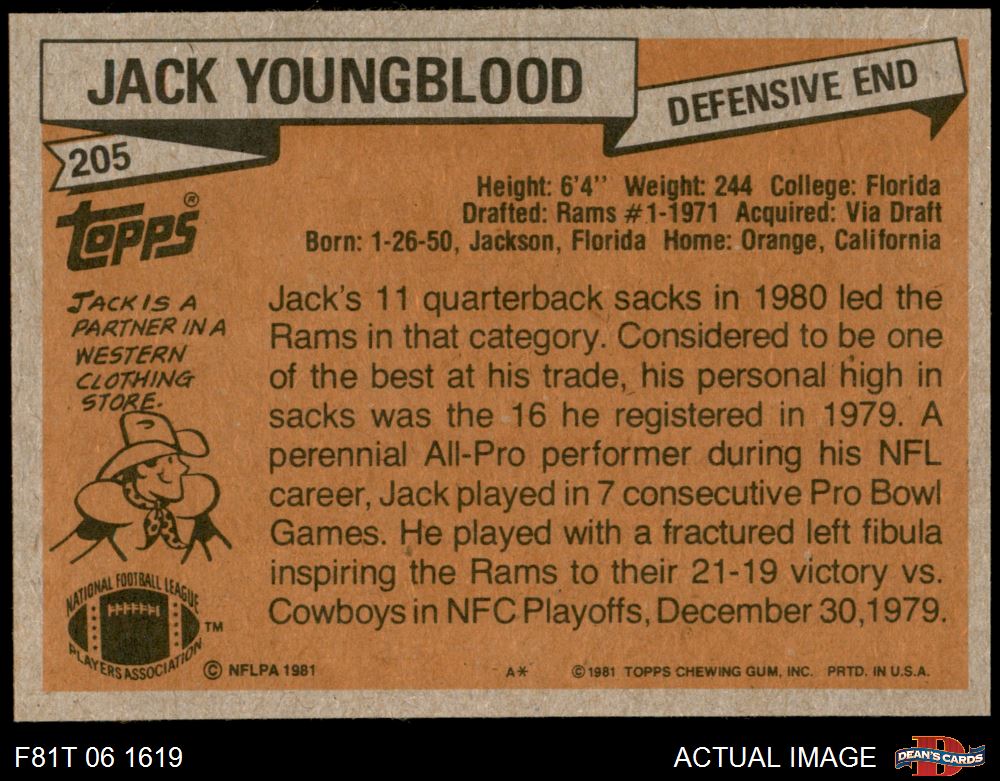 JACK YOUNGBLOOD
DEFENSIVE END
205
TOPPS®
Height: 6'4'' Weight: 244 College: Florida
Drafted: Rams #1-1971 Acquired: Via Draft
Born: 1-26-50, Jackson, Florida Home: Orange, California
JACK IS A
PARTNER IN A
WESTERN
CLOTHING
STORE.
Jack's 11 quarterback sacks in 1980 led the
Rams in that category. Considered to be one
of the best at his trade, his personal high in
sacks was the 16 he registered in 1979. A
perennial All-Pro performer during his NFL
career, Jack played in 7 consecutive Pro Bowl
Games. He played with a fractured left fibula
inspiring the Rams to their 21-19 victory vs.
Cowboys in NFC Playoffs, December 30, 1979.
NATIONAL FOOTBALL LEAGUE
PLAYERS ASSOCIATION
TM
© NFLPA 1981
A*
© 1981 TOPPS CHEWING GUM, INC. PRTD. IN U.S.A.
F81T 06 1619
ACTUAL IMAGE
D
DEAN'S CARDS